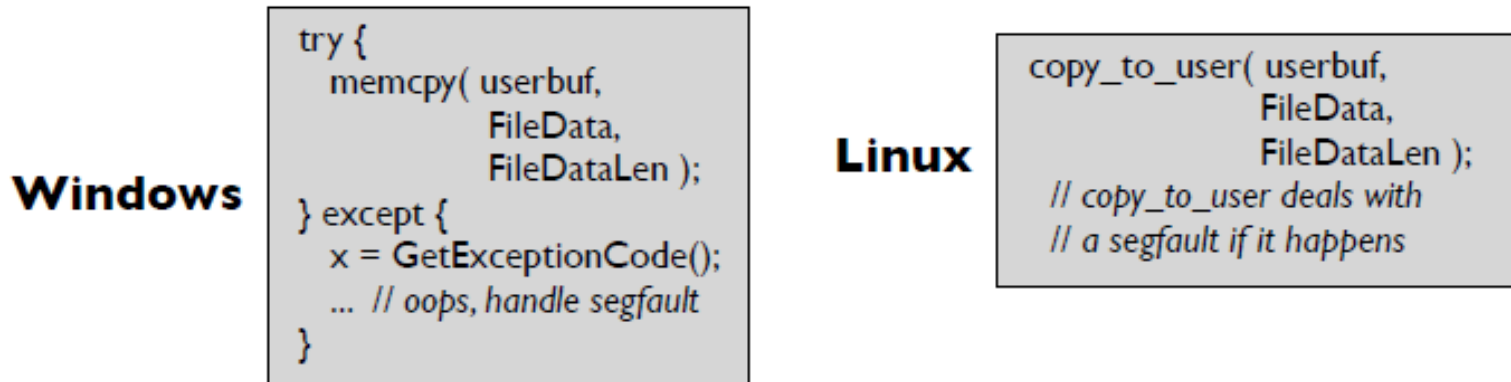 Windows
try {
memcpy( userbuf,
FileData,
FileDataLen );
} except {
x = GetExceptionCode();
... // oops, handle segfault
}
Linux
copy_to_user( userbuf,
FileData,
FileDataLen );
// copy_to_user deals with
// a segfault if it happens